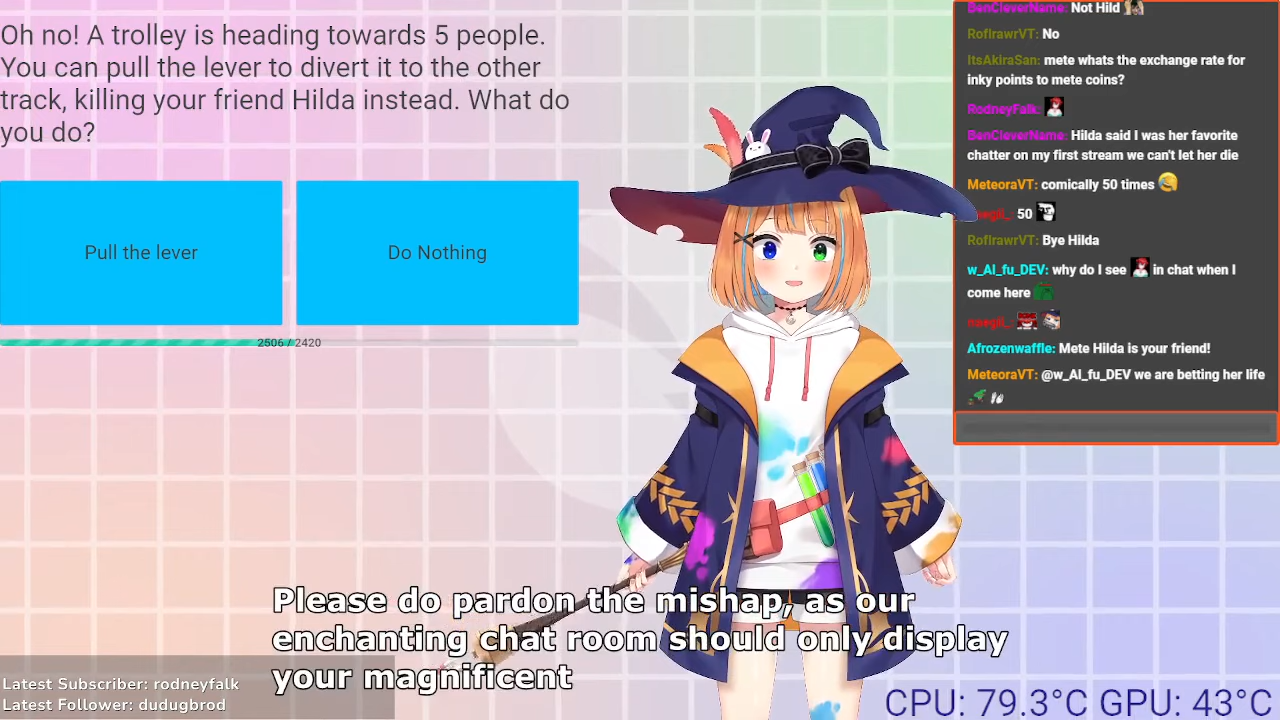 Oh no! A trolley is heading towards 5 people.
You can pull the lever to divert it to the other
track, killing your friend Hilda instead. What do
you do?
Pull the lever
Do Nothing
2506 / 2420
BenCleverName: Not Hild
RoflrawrVT: No
ItsAkiraSan: mete whats the exchange rate for
inky points to mete coins?
RodneyFalk:
BenCleverName: Hilda said I was her favorite
chatter on my first stream we can't let her die
MeteoraVT: comically 50 times
50
RoflrawrVT: Bye Hilda
w_AI_fu_DEV: why do I see in chat when I
come here
Afrozenwaffle: Mete Hilda is your friend!
MeteoraVT: @w_AI_fu_DEV we are betting her life
Please do pardon the mishap, as our
enchanting chat room should only display
your magnificent
Latest Subscriber: rodneyfalk
Latest Follower: dudugbrod
CPU: 79.3°C GPU: 43°C